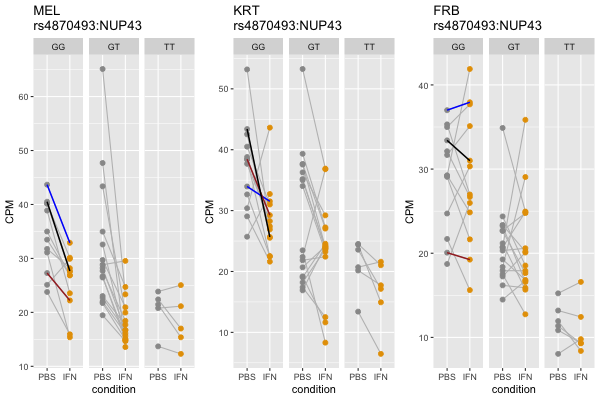 MEL
rs4870493:NUP43
GG GT TT
CPM
60
50
40
30
20
10
PBS IFN PBS IFN PBS IFN
condition
KRT
rs4870493:NUP43
GG GT TT
CPM
50
40
30
20
10
PBS IFN PBS IFN PBS IFN
condition
FRB
rs4870493:NUP43
GG GT TT
CPM
40
30
20
10
PBS IFN PBS IFN PBS IFN
condition